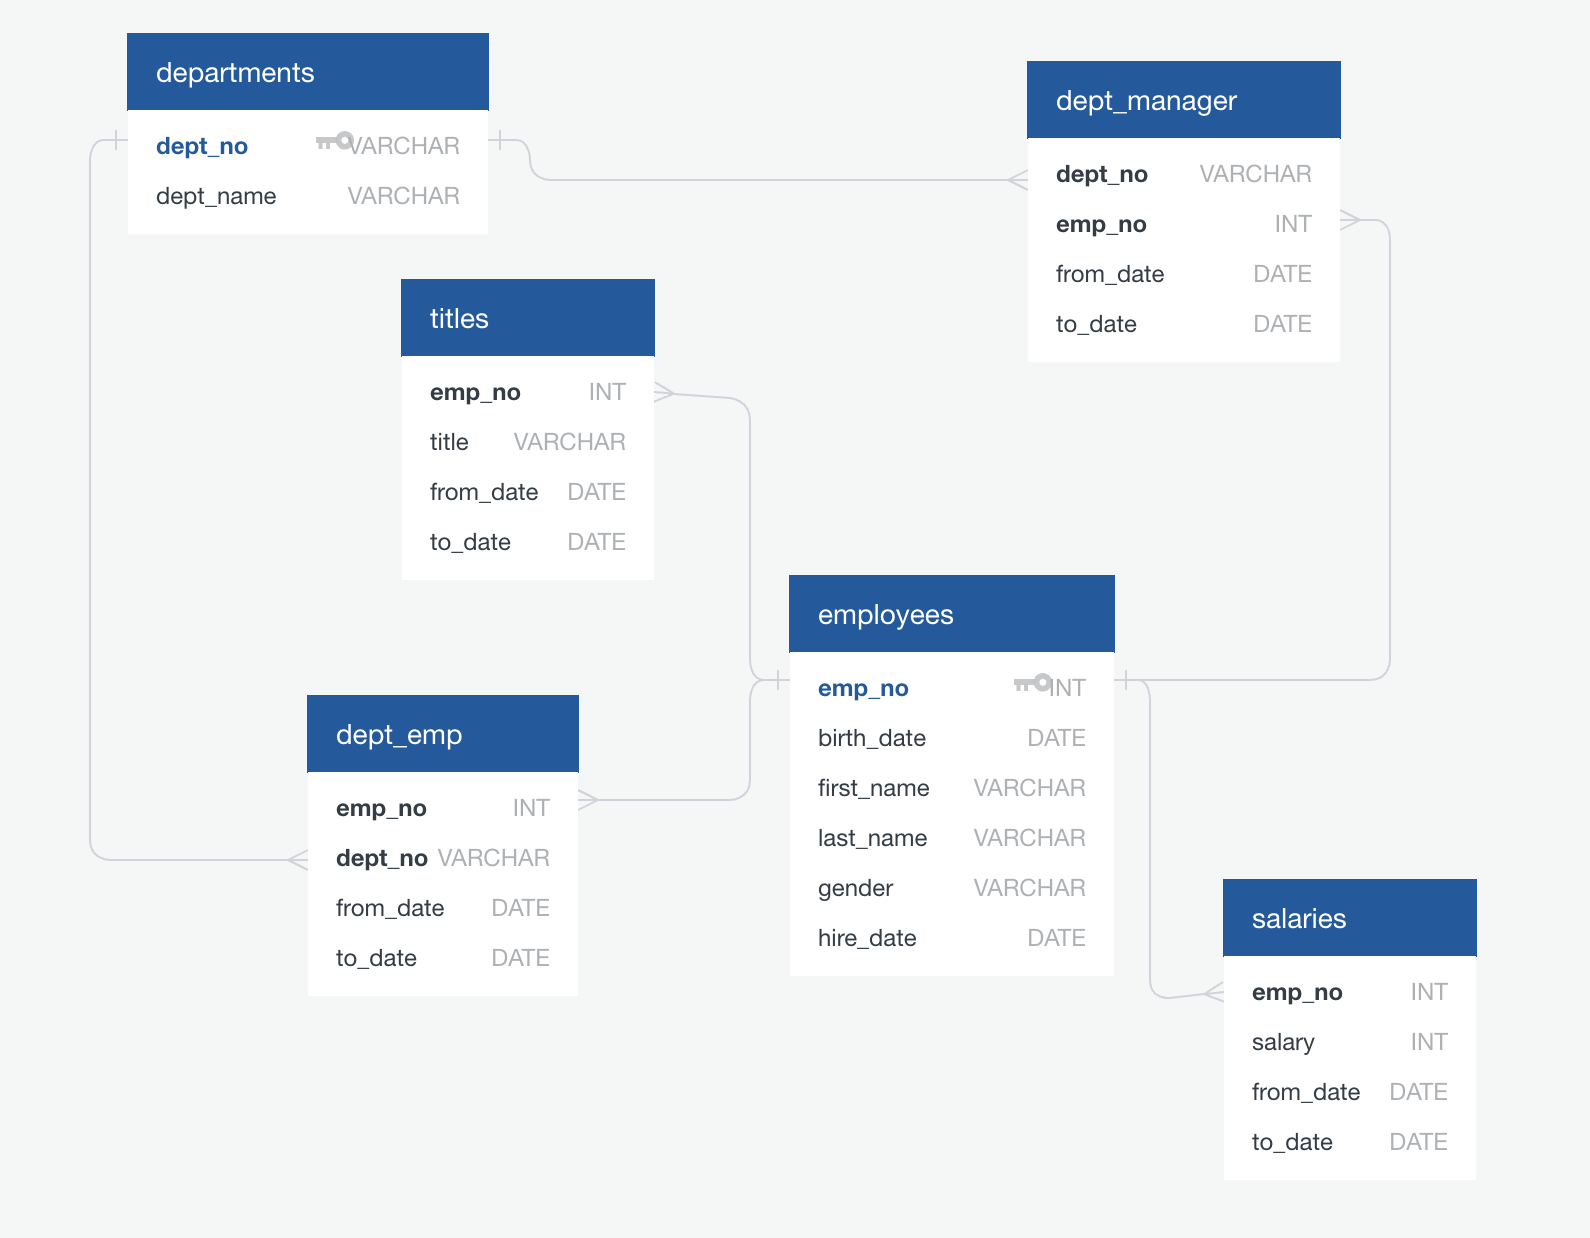 departments
dept_no VARCHAR
dept_name VARCHAR
dept_manager
dept_no VARCHAR
emp_no INT
from_date DATE
to_date DATE
titles
emp_no INT
title VARCHAR
from_date DATE
to_date DATE
employees
emp_no INT
birth_date DATE
first_name VARCHAR
last_name VARCHAR
gender VARCHAR
hire_date DATE
dept_emp
emp_no INT
dept_no VARCHAR
from_date DATE
to_date DATE
salaries
emp_no INT
salary INT
from_date DATE
to_date DATE